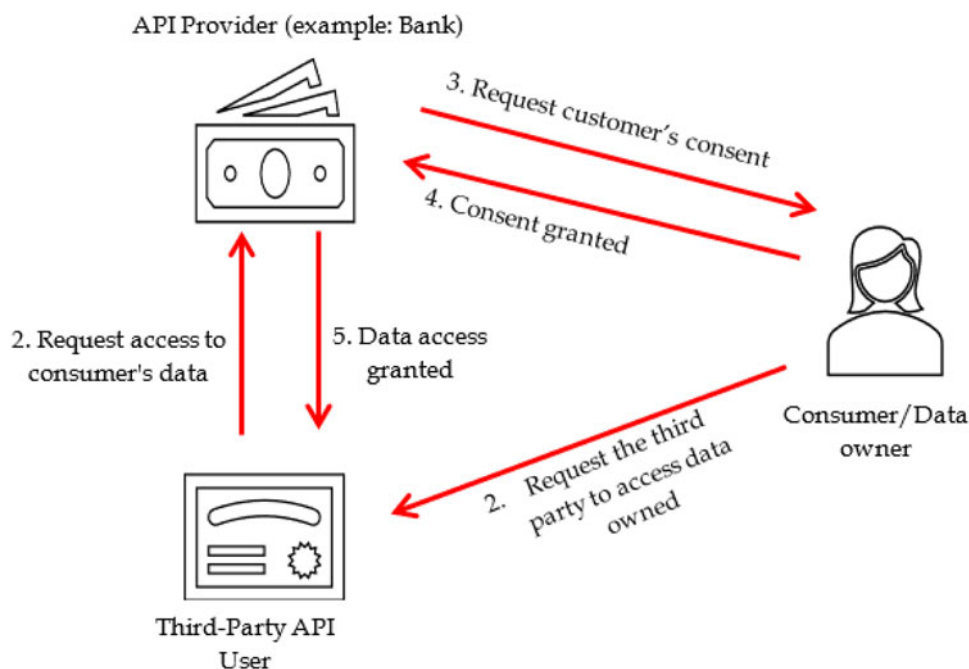 API Provider (example: Bank)
3. Request customer’s consent
4. Consent granted
2. Request access to
consumer's data
5. Data access
granted
Consumer/Data
owner
2. Request the third
party to access data
owned
Third-Party API
User